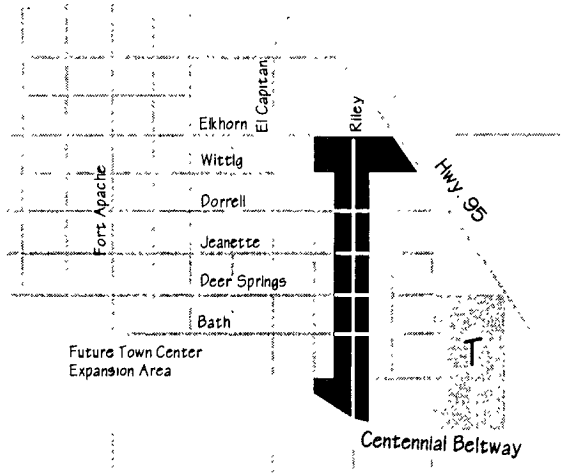 El Capitan
Riley
Elkhorn
Wittig
Hwy. 95
Fort Apache
Dorrell
Jeanette
Deer Springs
Bath
Future Town Center
Expansion Area
T
Centennial Beltway